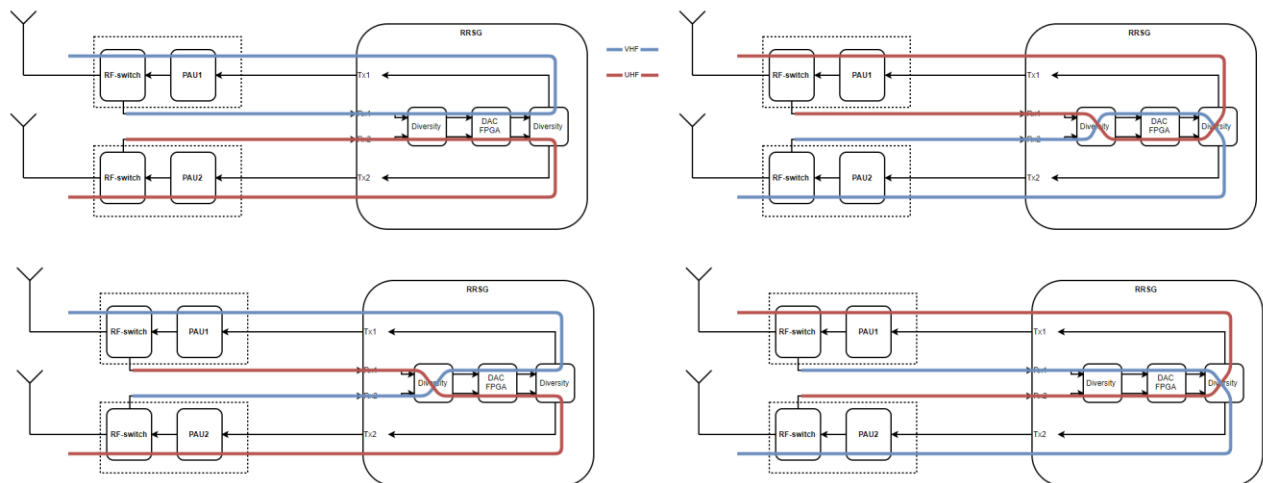 RRSG
RF-switch
PAU1
Tx1
Rx1
Diversity
DAC
FPGA
Diversity
Rx2
RF-switch
PAU2
Tx2
VHF
UHF
RRSG
RF-switch
PAU1
Tx1
Rx1
Diversity
DAC
FPGA
Diversity
Rx2
RF-switch
PAU2
Tx2
RRSG
RF-switch
PAU1
Tx1
Rx1
Diversity
DAC
FPGA
Diversity
Rx2
RF-switch
PAU2
Tx2
RRSG
RF-switch
PAU1
Tx1
Rx1
Diversity
DAC
FPGA
Diversity
Rx2
RF-switch
PAU2
Tx2